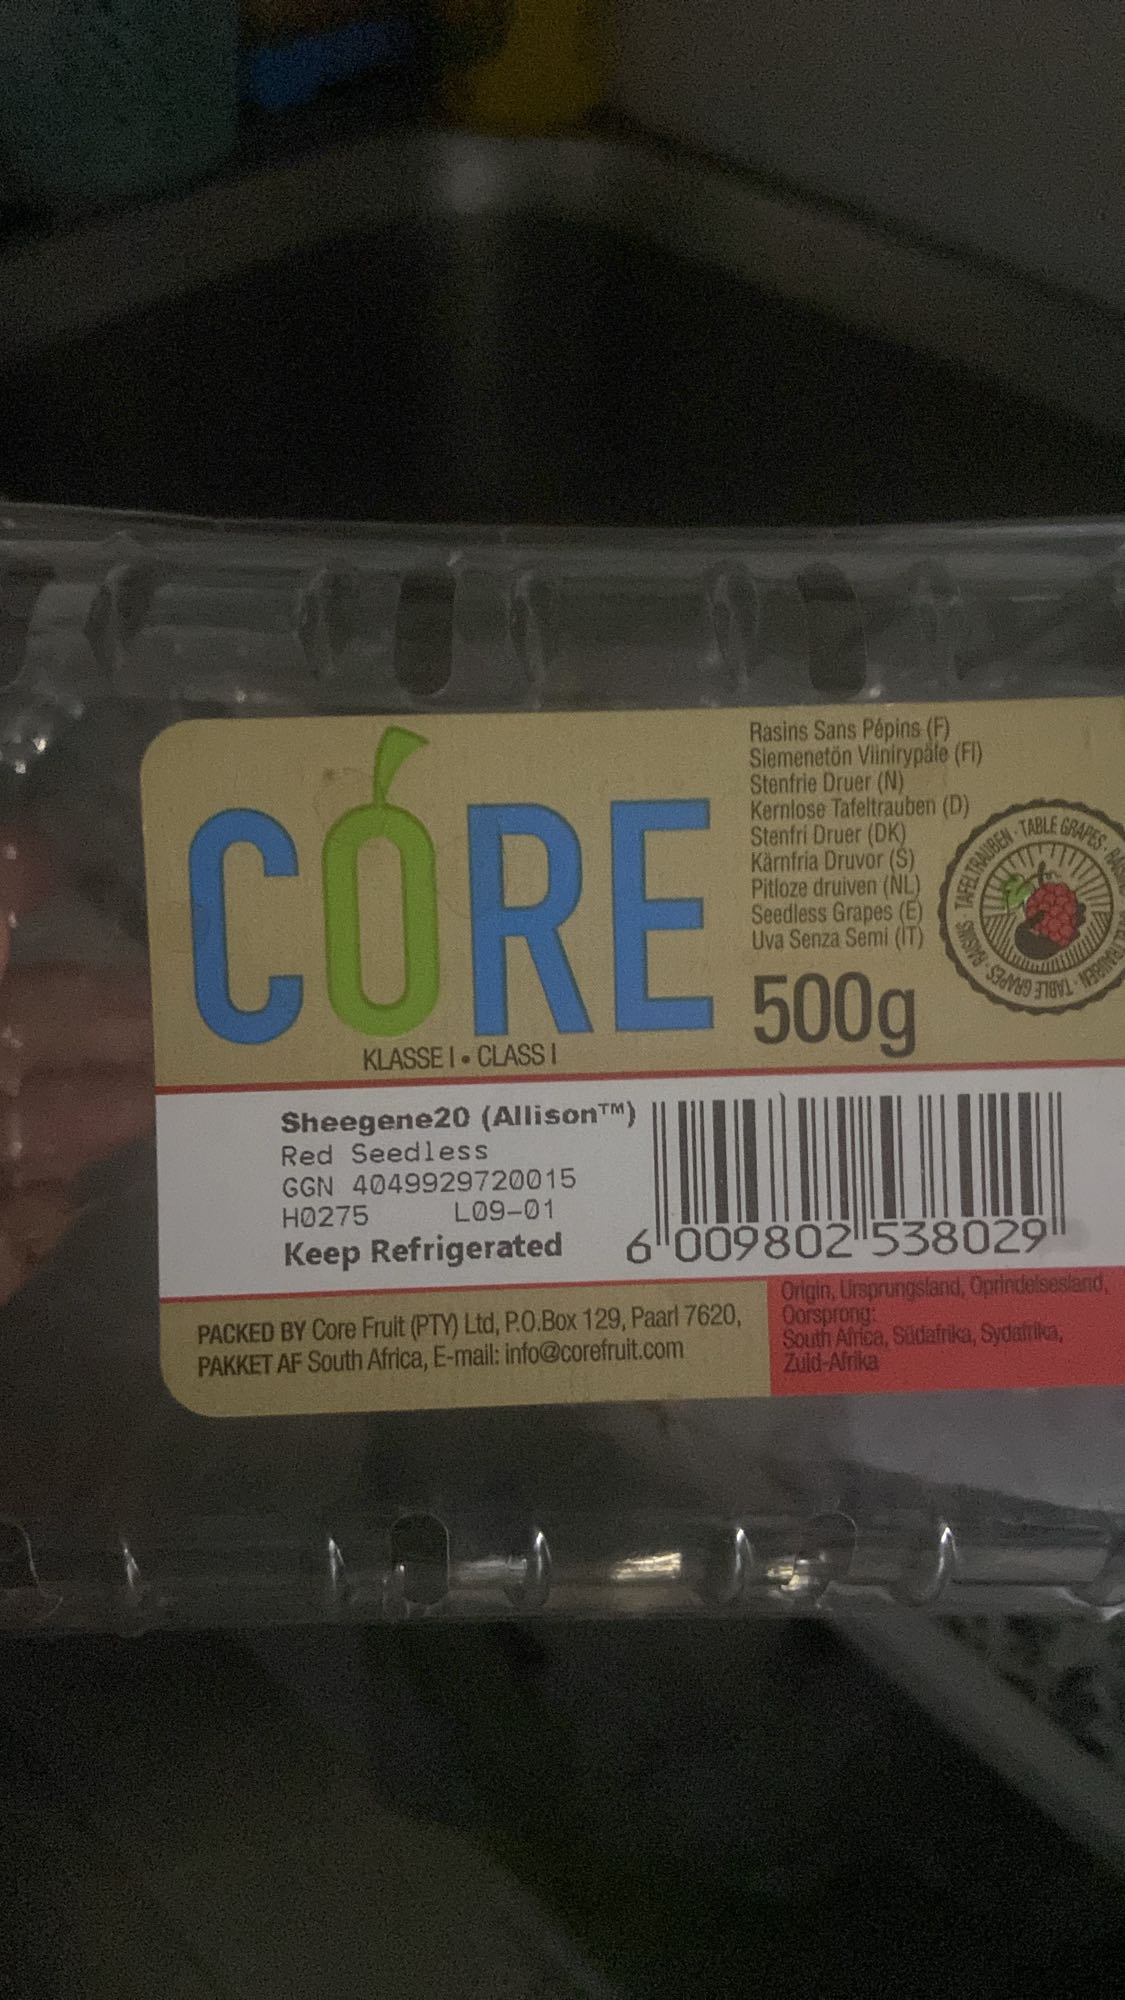 CORE
KLASSE I • CLASS I
Rasins Sans Pépins (F)
Siemenetön Viinirypäle (FI)
Stenfrie Druer (N)
Kernlose Tafeltrauben (D)
Stenfri Druer (DK)
Kärnfria Druvor (S)
Pitloze druiven (NL)
Seedless Grapes (E)
Uva Senza Semi (IT)
500g
TAFELTRAUBEN · TABLE GRAPES ·
TABLE GRAPES · RAISINS ·
Sheegene20 (Allison™)
Red Seedless
GGN 4049929720015
H0275 L09-01
Keep Refrigerated
6 009802 538029
PACKED BY Core Fruit (PTY) Ltd, P.O.Box 129, Paarl 7620,
PAKKET AF South Africa, E-mail: info@corefruit.com
Origin, Ursprungsland, Oprindelsesland,
Oorsprong:
South Africa, Südafrika, Sydafrika,
Zuid-Afrika